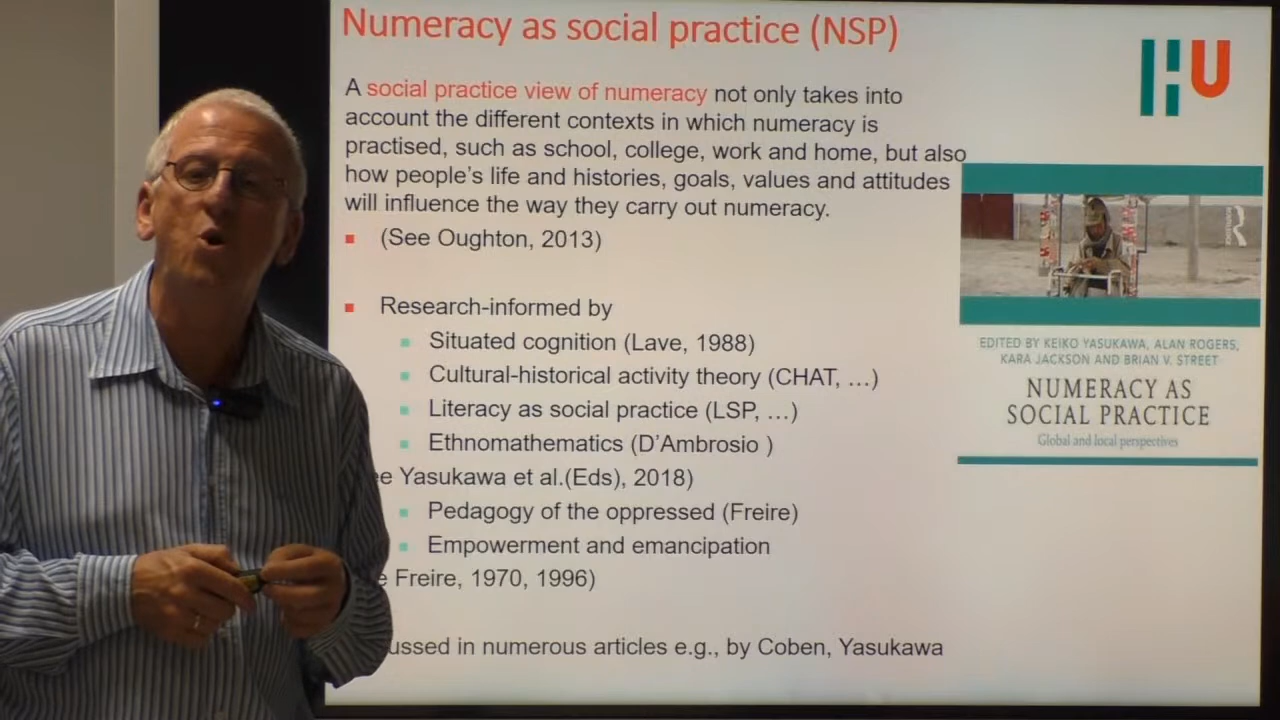 Numeracy as social practice (NSP)
HU
A social practice view of numeracy not only takes into
account the different contexts in which numeracy is
practised, such as school, college, work and home, but also
how people's life and histories, goals, values and attitudes
will influence the way they carry out numeracy.
(See Oughton, 2013)
Research-informed by
Situated cognition (Lave, 1988)
Cultural-historical activity theory (CHAT, …)
Literacy as social practice (LSP, …)
Ethnomathematics (D'Ambrosio )
e Yasukawa et al.(Eds), 2018)
Pedagogy of the oppressed (Freire)
Empowerment and emancipation
e Freire, 1970, 1996)
ussed in numerous articles e.g., by Coben, Yasukawa
EDITED BY KEIKO YASUKAWA, ALAN ROGERS,
KARA JACKSON AND BRIAN V. STREET
NUMERACY AS
SOCIAL PRACTICE
Global and local perspectives